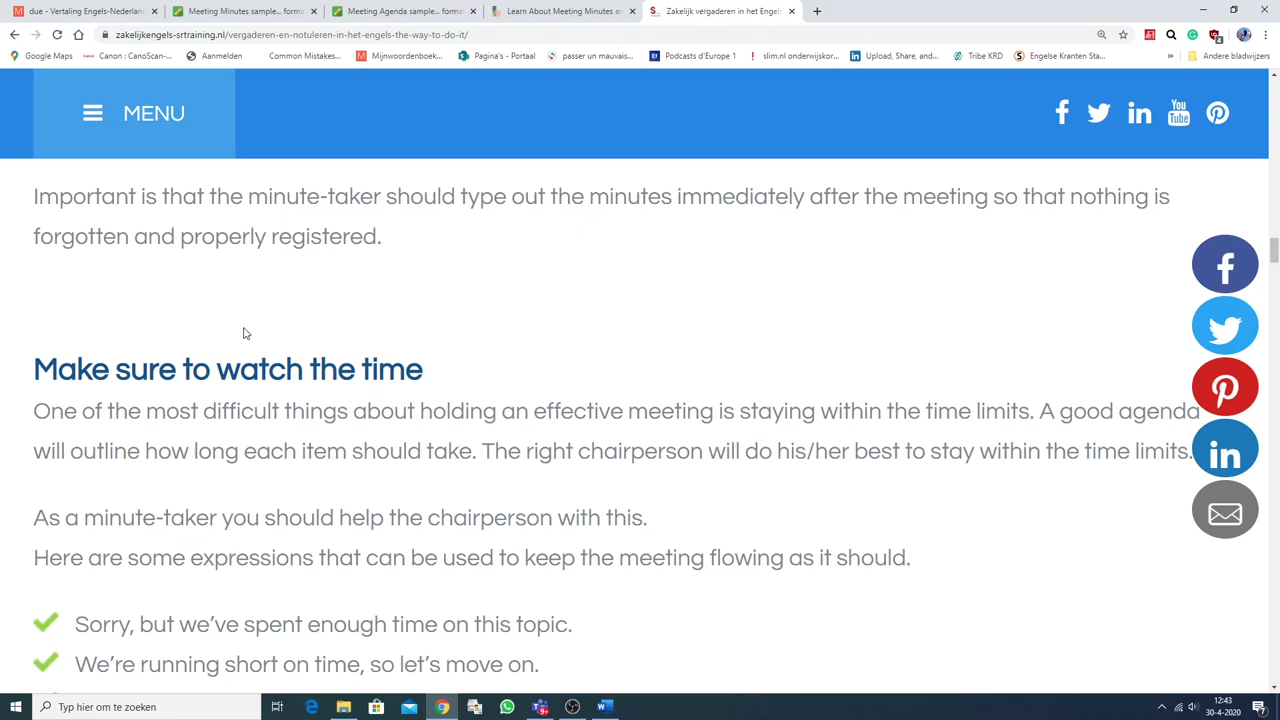 due - Vertaling Engels-Nederlan
Meeting Minutes sample... forma
Meeting Agenda sample... format
Learn About Meeting Minutes an
Zakelijk vergaderen in het Engels
zakelijkengels-srtraining.nl/vergaderen-en-notuleren-in-het-engels-the-way-to-do-it/
Google Maps
Canon : CanoScan-...
Aanmelden
Common Mistakes...
Mijnwoordenboek...
Pagina's - Portaal
passer un mauvais...
Podcasts d'Europe 1
slim.nl onderwijskor...
Upload, Share, and...
Tribe KRD
Engelse Kranten Sta...
»
Andere bladwijzers
MENU
You Tube
Important is that the minute-taker should type out the minutes immediately after the meeting so that nothing is
forgotten and properly registered.
Make sure to watch the time
One of the most difficult things about holding an effective meeting is staying within the time limits. A good agenda
will outline how long each item should take. The right chairperson will do his/her best to stay within the time limits.
As a minute-taker you should help the chairperson with this.
Here are some expressions that can be used to keep the meeting flowing as it should.
Sorry, but we've spent enough time on this topic.
We're running short on time, so let's move on.
Typ hier om te zoeken
12:43
30-4-2020